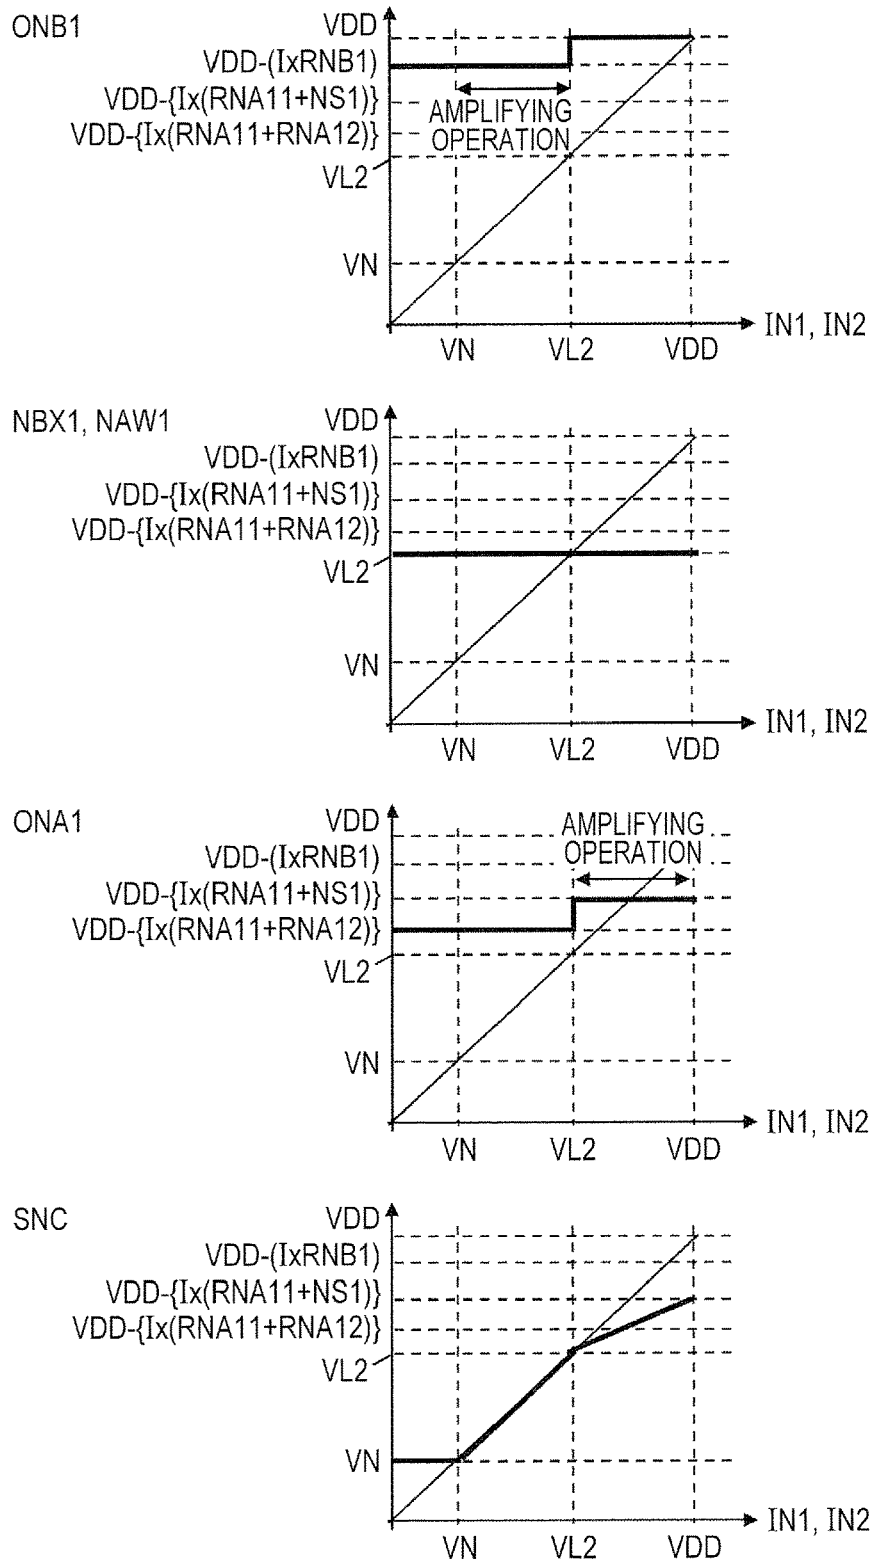 ONB1
VDD
VDD-(IxRNB1)
VDD-{Ix(RNA11+NS1)}
VDD-{Ix(RNA11+RNA12)}
VL2
VN
AMPLIFYING
OPERATION
VN VL2 VDD
IN1, IN2
NBX1, NAW1
VDD
VDD-(IxRNB1)
VDD-{Ix(RNA11+NS1)}
VDD-{Ix(RNA11+RNA12)}
VL2
VN
VN VL2 VDD
IN1, IN2
ONA1
VDD
VDD-(IxRNB1)
VDD-{Ix(RNA11+NS1)}
VDD-{Ix(RNA11+RNA12)}
VL2
VN
AMPLIFYING
OPERATION
VN VL2 VDD
IN1, IN2
SNC
VDD
VDD-(IxRNB1)
VDD-{Ix(RNA11+NS1)}
VDD-{Ix(RNA11+RNA12)}
VL2
VN
VN VL2 VDD
IN1, IN2